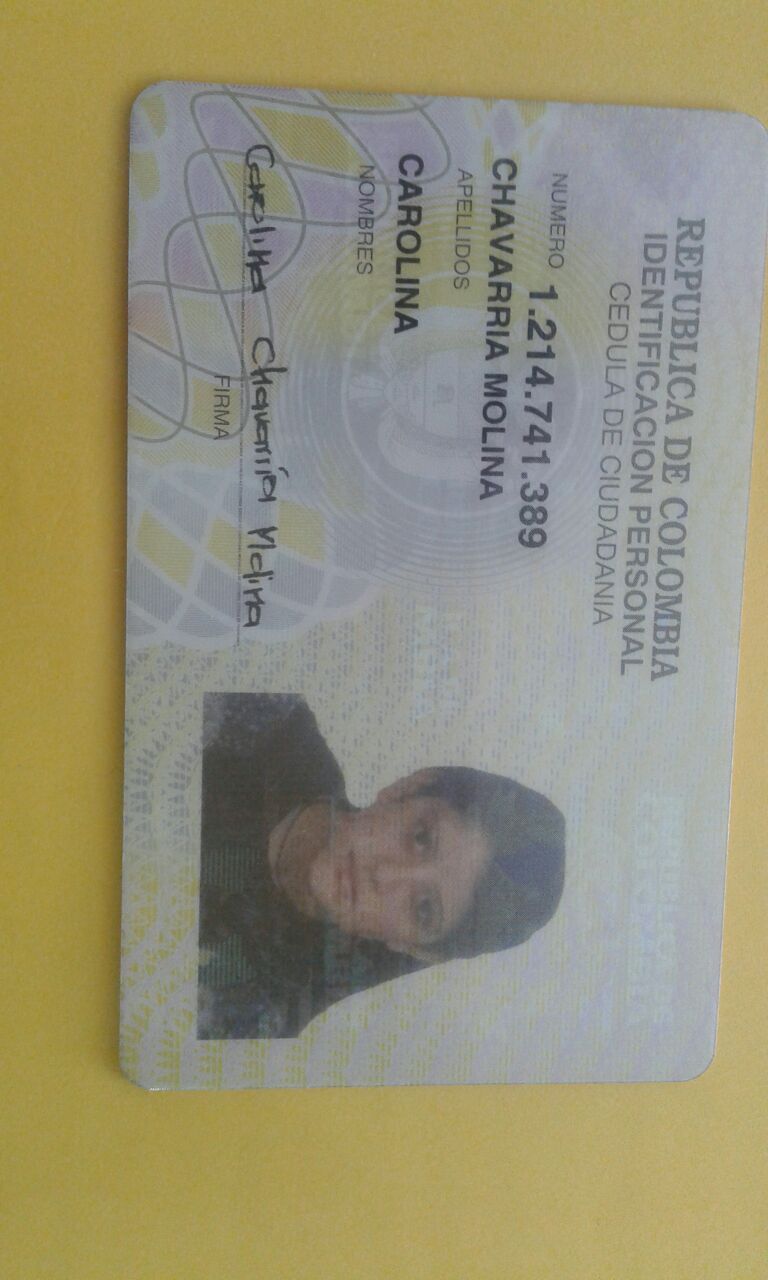 REPUBLICA DE COLOMBIA
IDENTIFICACION PERSONAL
CEDULA DE CIUDADANIA
NUMERO 1.214.741.389
CHAVARRIA MOLINA
APELLIDOS
CAROLINA
NOMBRES
Carolina Chavarría Molina
FIRMA